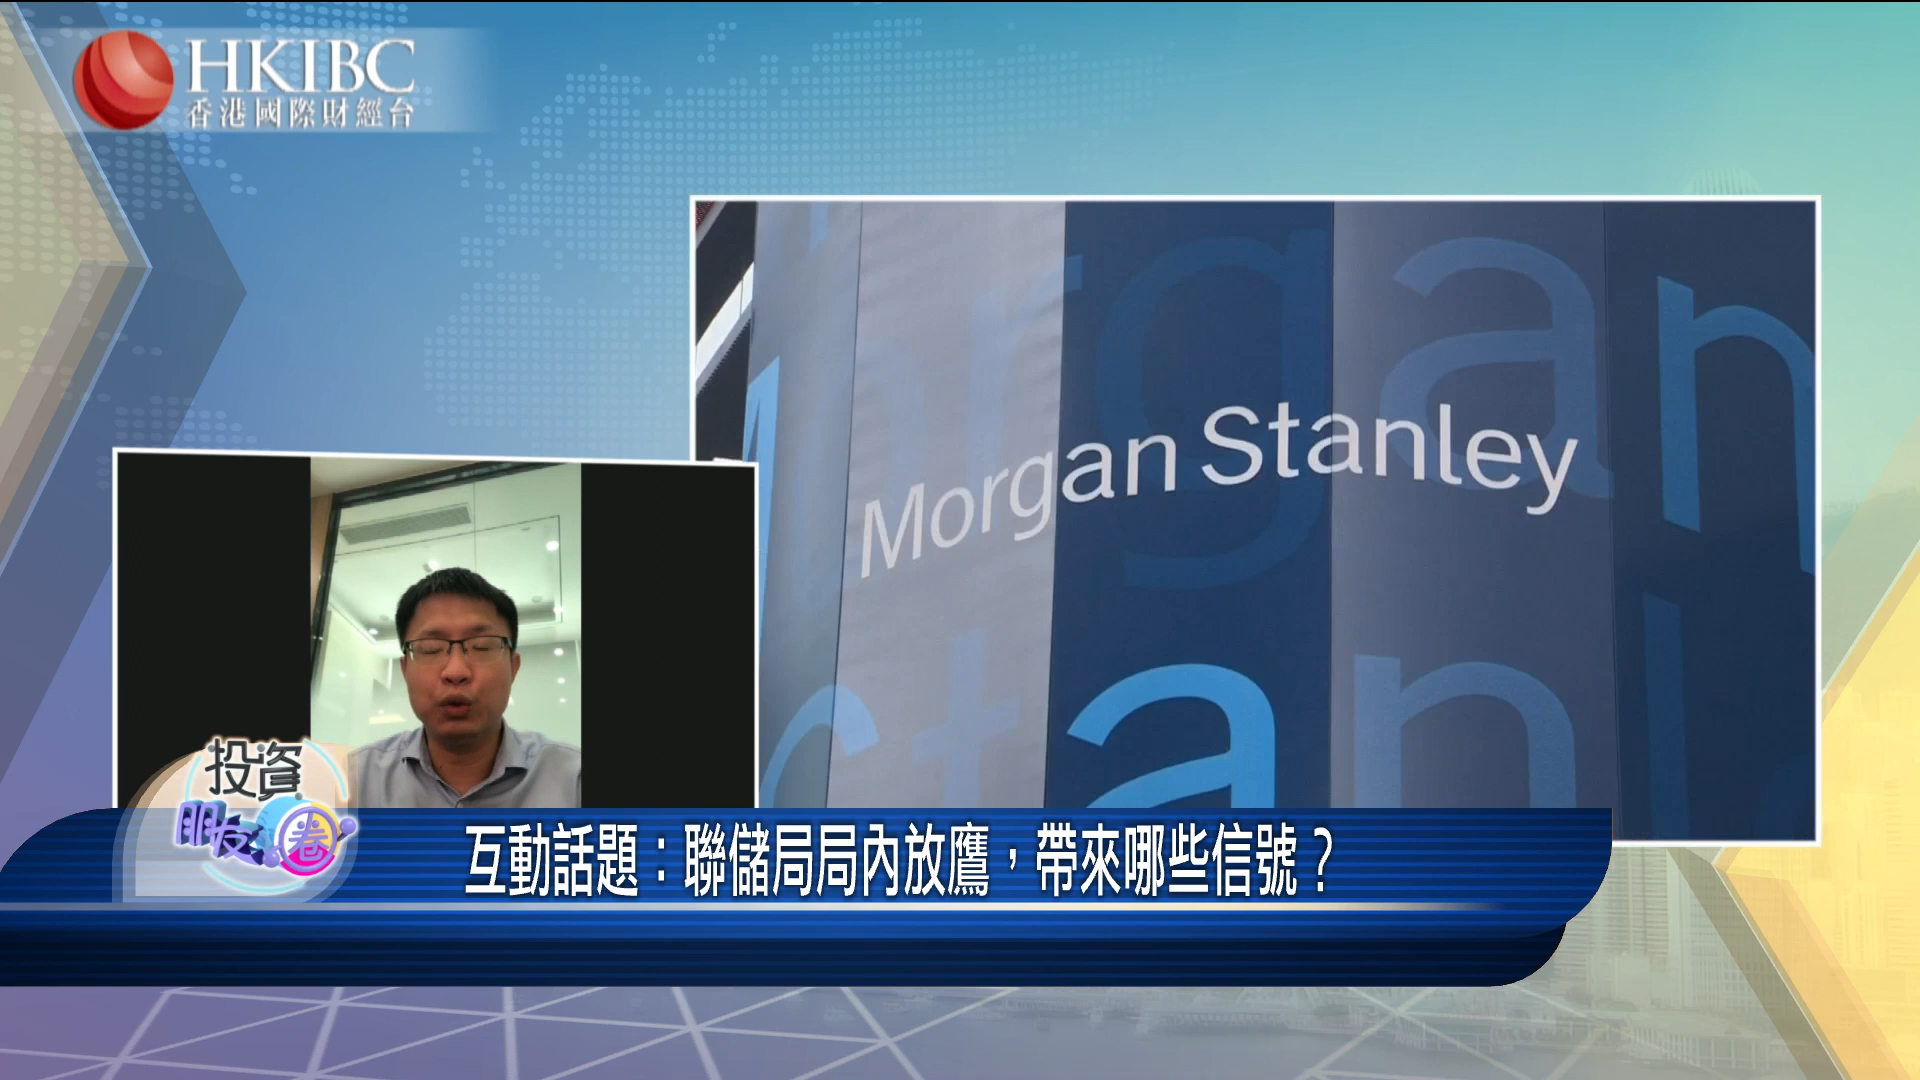 HKIBC
香港國際財經台
Morgan Stanley
投資
朋友圈
互動話題：聯儲局局內放鷹，帶來哪些信號？